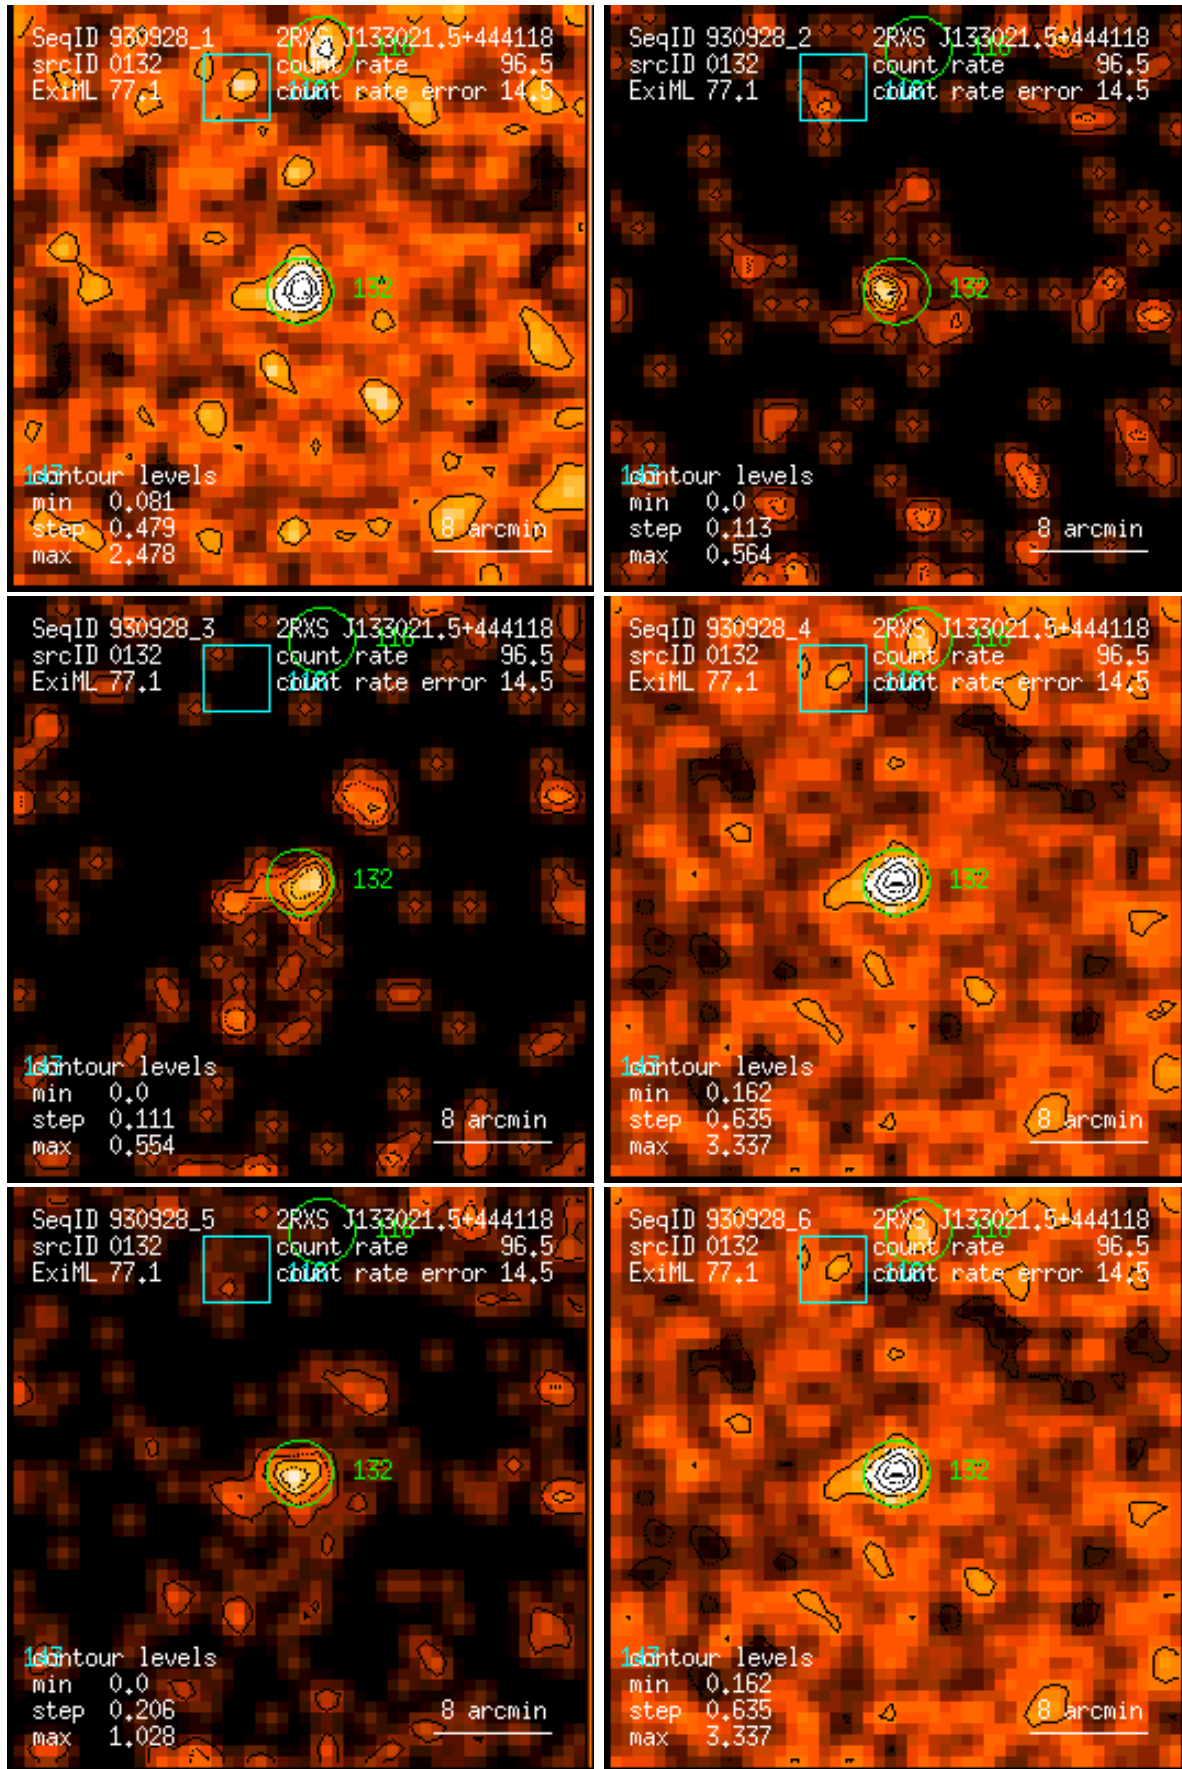 SeqID 930928_1 2RXS J133021.5+444118
116
srcID 0132 count rate 96.5
ExiML 77.1 count rate error 14.5
132
contour levels
min 0.081
step 0.479 8 arcmin
max 2.478
SeqID 930928_2 2RXS J133021.5+444118
116
srcID 0132 count rate 96.5
ExiML 77.1 count rate error 14.5
132
contour levels
min 0.0
step 0.113 8 arcmin
max 0.564
SeqID 930928_3 2RXS J133021.5+444118
116
srcID 0132 count rate 96.5
ExiML 77.1 count rate error 14.5
132
contour levels
min 0.0
step 0.111 8 arcmin
max 0.554
SeqID 930928_4 2RXS J133021.5+444118
116
srcID 0132 count rate 96.5
ExiML 77.1 count rate error 14.5
132
contour levels
min 0.162
step 0.635 8 arcmin
max 3.337
SeqID 930928_5 2RXS J133021.5+444118
116
srcID 0132 count rate 96.5
ExiML 77.1 count rate error 14.5
132
contour levels
min 0.0
step 0.206 8 arcmin
max 1.028
SeqID 930928_6 2RXS J133021.5+444118
116
srcID 0132 count rate 96.5
ExiML 77.1 count rate error 14.5
132
contour levels
min 0.162
step 0.635 8 arcmin
max 3.337